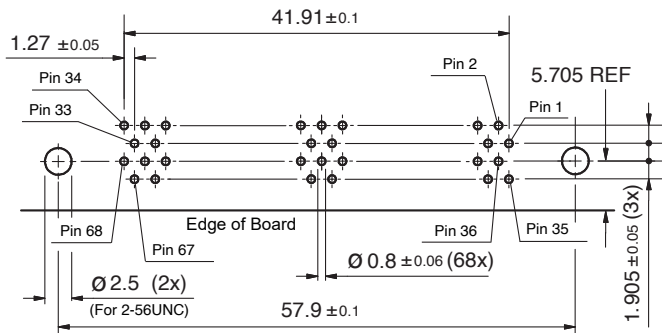 41.91±0.1
1.27 ±0.05
Pin 34
Pin 2
5.705 REF
Pin 33
Pin 1
Edge of Board
Pin 68
Pin 67
Pin 36
Pin 35
Ø 0.8 ±0.06 (68x)
Ø 2.5 (2x)
(For 2-56UNC)
57.9 ±0.1
1.905 ±0.05 (3x)